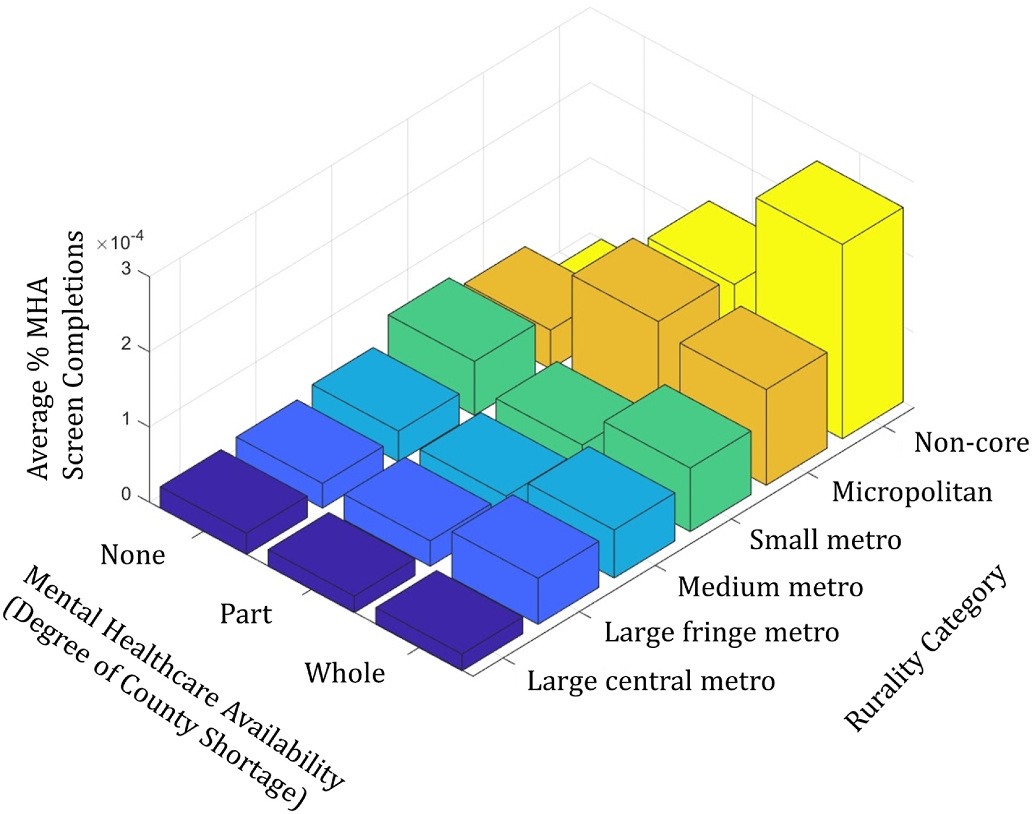 ×10⁻⁴
3
2
1
0
Average % MHA
Screen Completions
None
Part
Whole
Mental Healthcare Availability
(Degree of County Shortage)
Non-core
Micropolitan
Small metro
Medium metro
Large fringe metro
Large central metro
Rurality Category